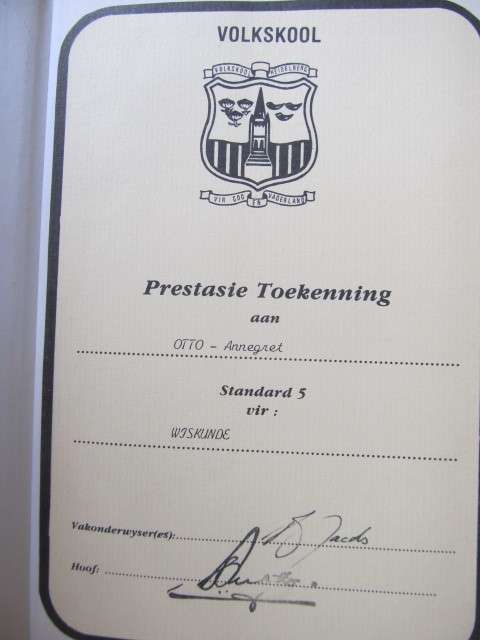 VOLKSKOOL
VOLKSKOOL HEIDELBERG
VIR GOD EN VADERLAND
Prestasie Toekenning
aan
OTTO - Annegret
Standard 5
vir :
WISKUNDE
Vakonderwyser(es):
Hoof: